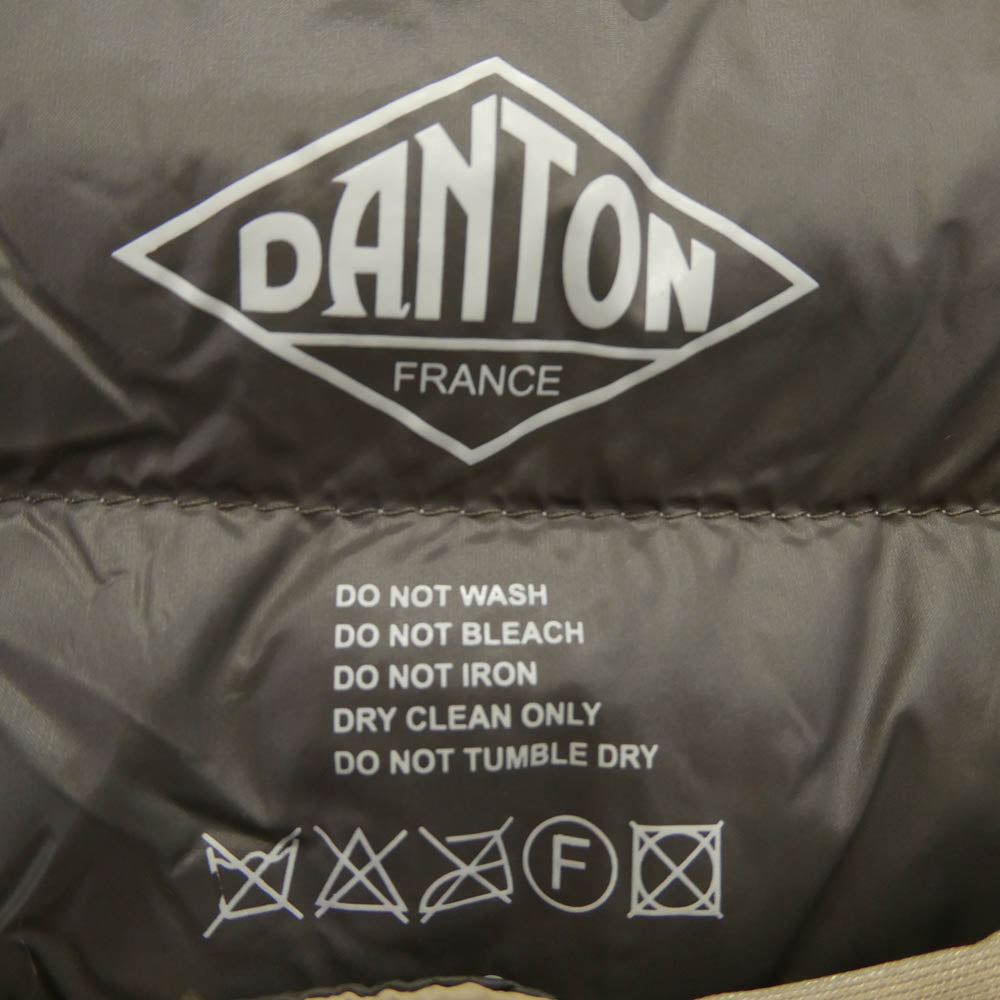 DANTON
FRANCE
DO NOT WASH
DO NOT BLEACH
DO NOT IRON
DRY CLEAN ONLY
DO NOT TUMBLE DRY
F